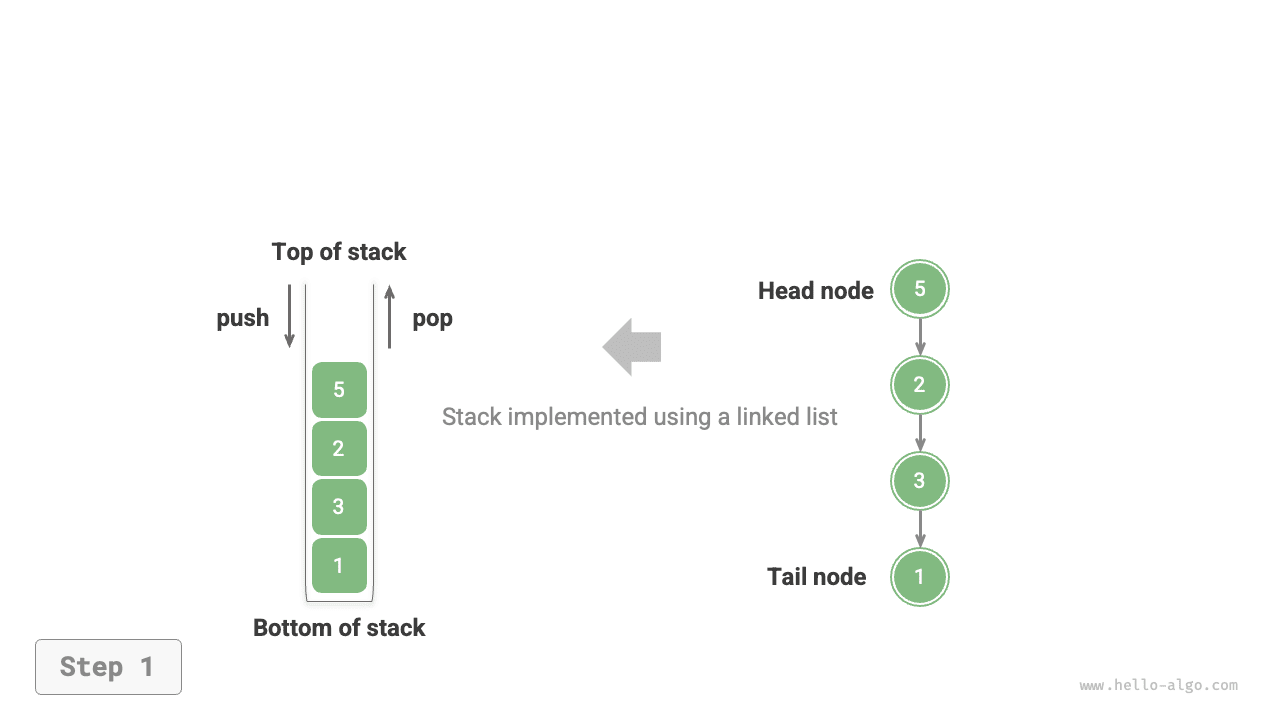 Top of stack
push
pop
5
2
3
1
Bottom of stack
Stack implemented using a linked list
Head node
5
2
3
Tail node
1
Step 1
www.hello-algo.com